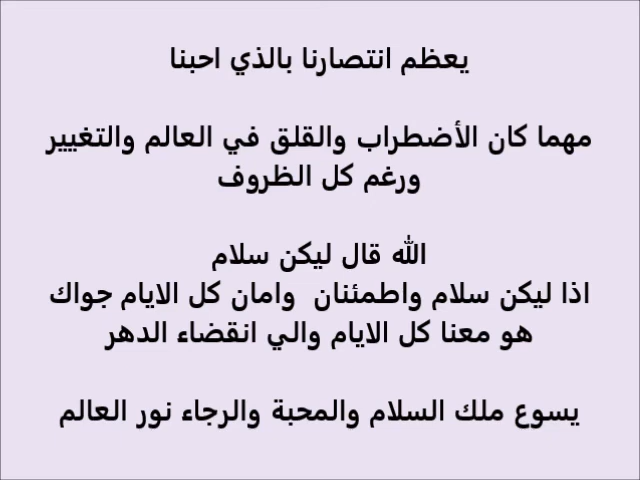 يعظم انتصارنا بالذي احبنا
مهما كان الأضطراب والقلق في العالم والتغيير
ورغم كل الظروف
الله قال ليكن سلام
اذا ليكن سلام واطمئنان وامان كل الايام جواك
هو معنا كل الايام والي انقضاء الدهر
يسوع ملك السلام والمحبة والرجاء نور العالم